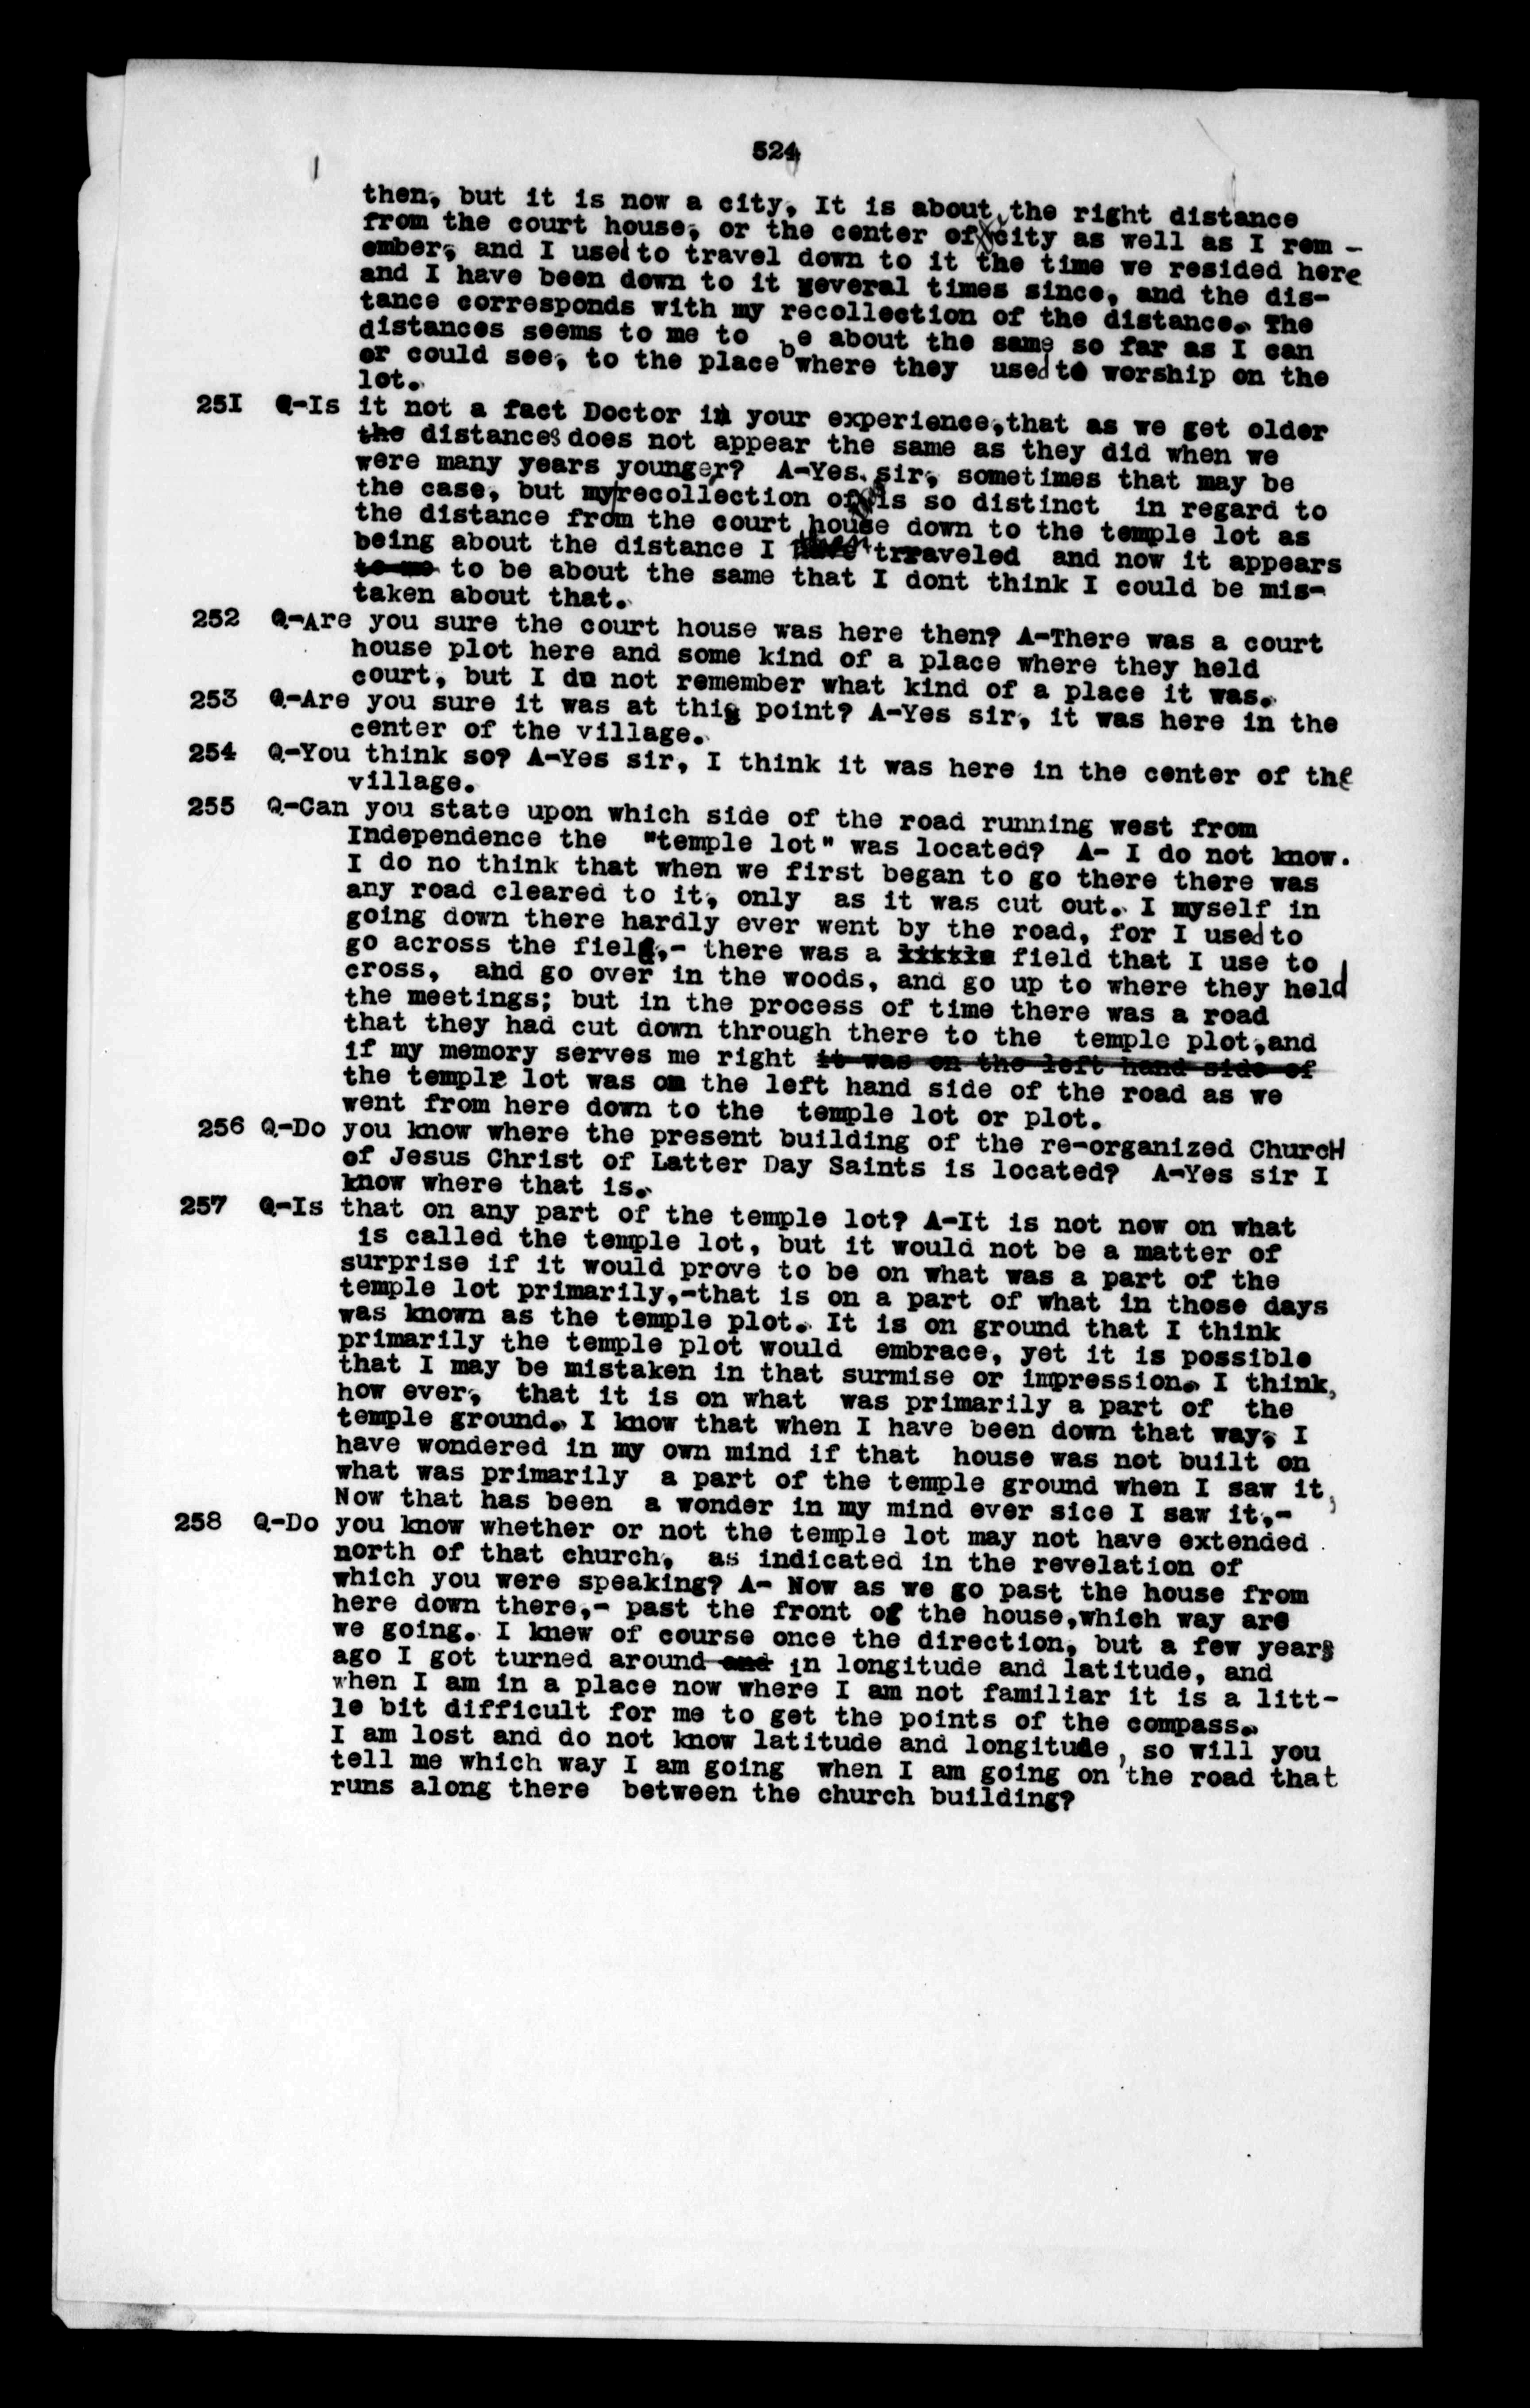 524
then, but it is now a city, It is about the right distance
from the court house, or the center of city as well as I rem -
ember, and I used to travel down to it the time we resided here
and I have been down to it several times since, and the dis-
tance corresponds with my recollection of the distance. The
distances seems to me to be about the same so far as I can
or could see, to the place where they used to worship on the
lot.
251 Q-Is it not a fact Doctor in your experience,that as we get older
the distances does not appear the same as they did when we
were many years younger? A-Yes sir, sometimes that may be
the case, but my recollection of is so distinct in regard to
the distance from the court house down to the temple lot as
being about the distance I trraveled and now it appears
to me to be about the same that I dont think I could be mis-
taken about that.
252 Q-Are you sure the court house was here then? A-There was a court
house plot here and some kind of a place where they held
court, but I do not remember what kind of a place it was.
253 Q-Are you sure it was at this point? A-Yes sir, it was here in the
center of the village.
254 Q-You think so? A-Yes sir, I think it was here in the center of the
village.
255 Q-Can you state upon which side of the road running west from
Independence the "temple lot" was located? A- I do not know.
I do no think that when we first began to go there there was
any road cleared to it, only as it was cut out. I myself in
going down there hardly ever went by the road, for I used to
go across the field,- there was a little field that I use to
cross, and go over in the woods, and go up to where they held
the meetings; but in the process of time there was a road
that they had cut down through there to the temple plot,and
if my memory serves me right it was on the left hand side of
the temple lot was on the left hand side of the road as we
went from here down to the temple lot or plot.
256 Q-Do you know where the present building of the re-organized ChurcH
of Jesus Christ of Latter Day Saints is located? A-Yes sir I
know where that is.
257 Q-Is that on any part of the temple lot? A-It is not now on what
is called the temple lot, but it would not be a matter of
surprise if it would prove to be on what was a part of the
temple lot primarily,-that is on a part of what in those days
was known as the temple plot. It is on ground that I think
primarily the temple plot would embrace, yet it is possible
that I may be mistaken in that surmise or impression. I think,
how ever, that it is on what was primarily a part of the
temple ground. I know that when I have been down that way, I
have wondered in my own mind if that house was not built on
what was primarily a part of the temple ground when I saw it,
Now that has been a wonder in my mind ever sice I saw it,-
258 Q-Do you know whether or not the temple lot may not have extended
north of that church, as indicated in the revelation of
which you were speaking? A- Now as we go past the house from
here down there,- past the front of the house,which way are
we going. I knew of course once the direction, but a few years
ago I got turned around and in longitude and latitude, and
when I am in a place now where I am not familiar it is a litt-
le bit difficult for me to get the points of the compass.
I am lost and do not know latitude and longitude, so will you
tell me which way I am going when I am going on the road that
runs along there between the church building?